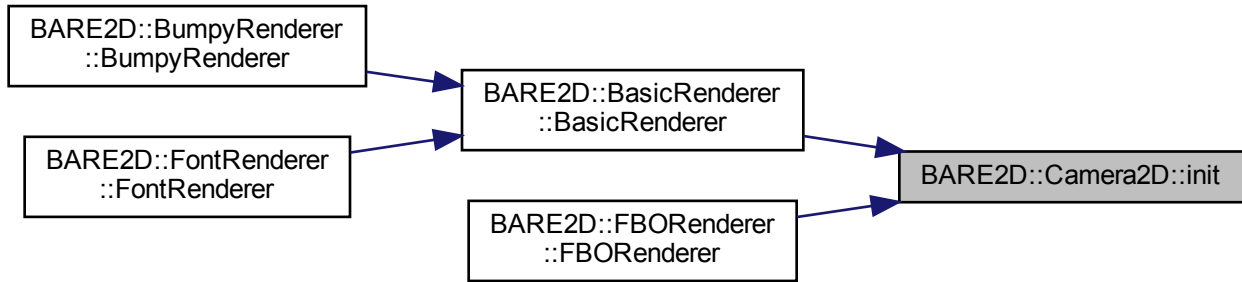 BARE2D::BumpyRenderer
::BumpyRenderer
BARE2D::FontRenderer
::FontRenderer
BARE2D::BasicRenderer
::BasicRenderer
BARE2D::FBORenderer
::FBORenderer
BARE2D::Camera2D::init